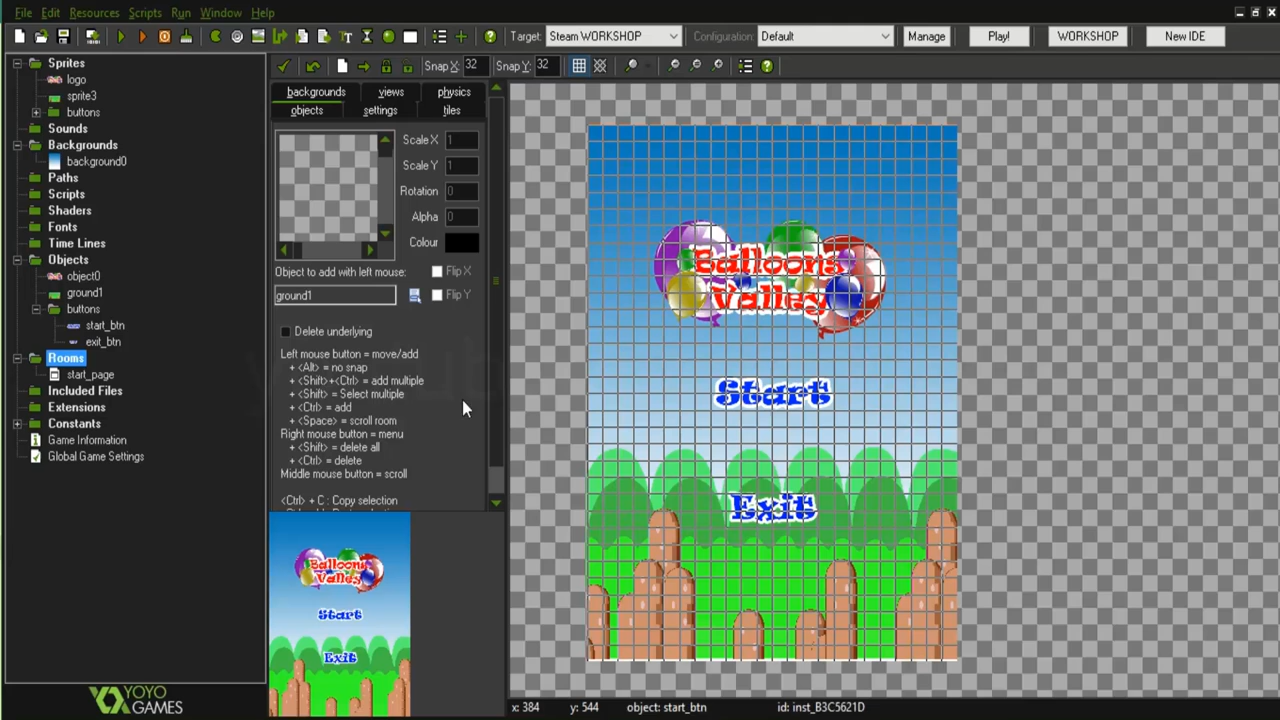 File Edit Resources Scripts Run Window Help
Target: Steam WORKSHOP Configuration: Default Manage Play! WORKSHOP New IDE
Snap X: 32 Snap Y: 32
Sprites
logo
sprite3
buttons
Sounds
Backgrounds
background0
Paths
Scripts
Shaders
Fonts
Time Lines
Objects
object0
ground1
buttons
start_btn
exit_btn
Rooms
start_page
Included Files
Extensions
Constants
Game Information
Global Game Settings
YOYO
GAMES
backgrounds views physics
objects settings tiles
Scale X 1
Scale Y 1
Rotation 0
Alpha 0
Colour
Object to add with left mouse:
Flip X
ground1
Flip Y
Delete underlying
Left mouse button = move/add
+ <Alt> = no snap
+ <Shift>+<Ctrl> = add multiple
+ <Shift> = Select multiple
+ <Ctrl> = add
+ <Space> = scroll room
Right mouse button = menu
+ <Shift> = delete all
+ <Ctrl> = delete
Middle mouse button = scroll
<Ctrl> + C : Copy selection
Balloons
Valley
Start
Exit
Balloons
Valley
Start
Exit
x: 384 y: 544 object: start_btn id: inst_B3C5621D